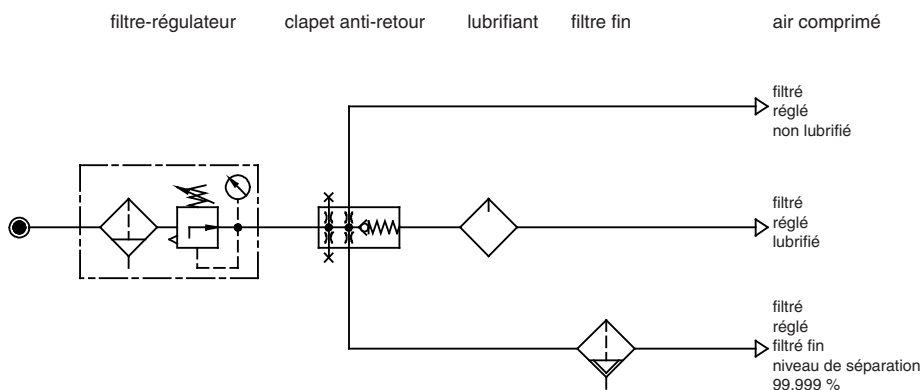 filtre-régulateur clapet anti-retour lubrifiant filtre fin air comprimé
filtré
réglé
non lubrifié
filtré
réglé
lubrifié
filtré
réglé
filtré fin
niveau de séparation
99,999 %